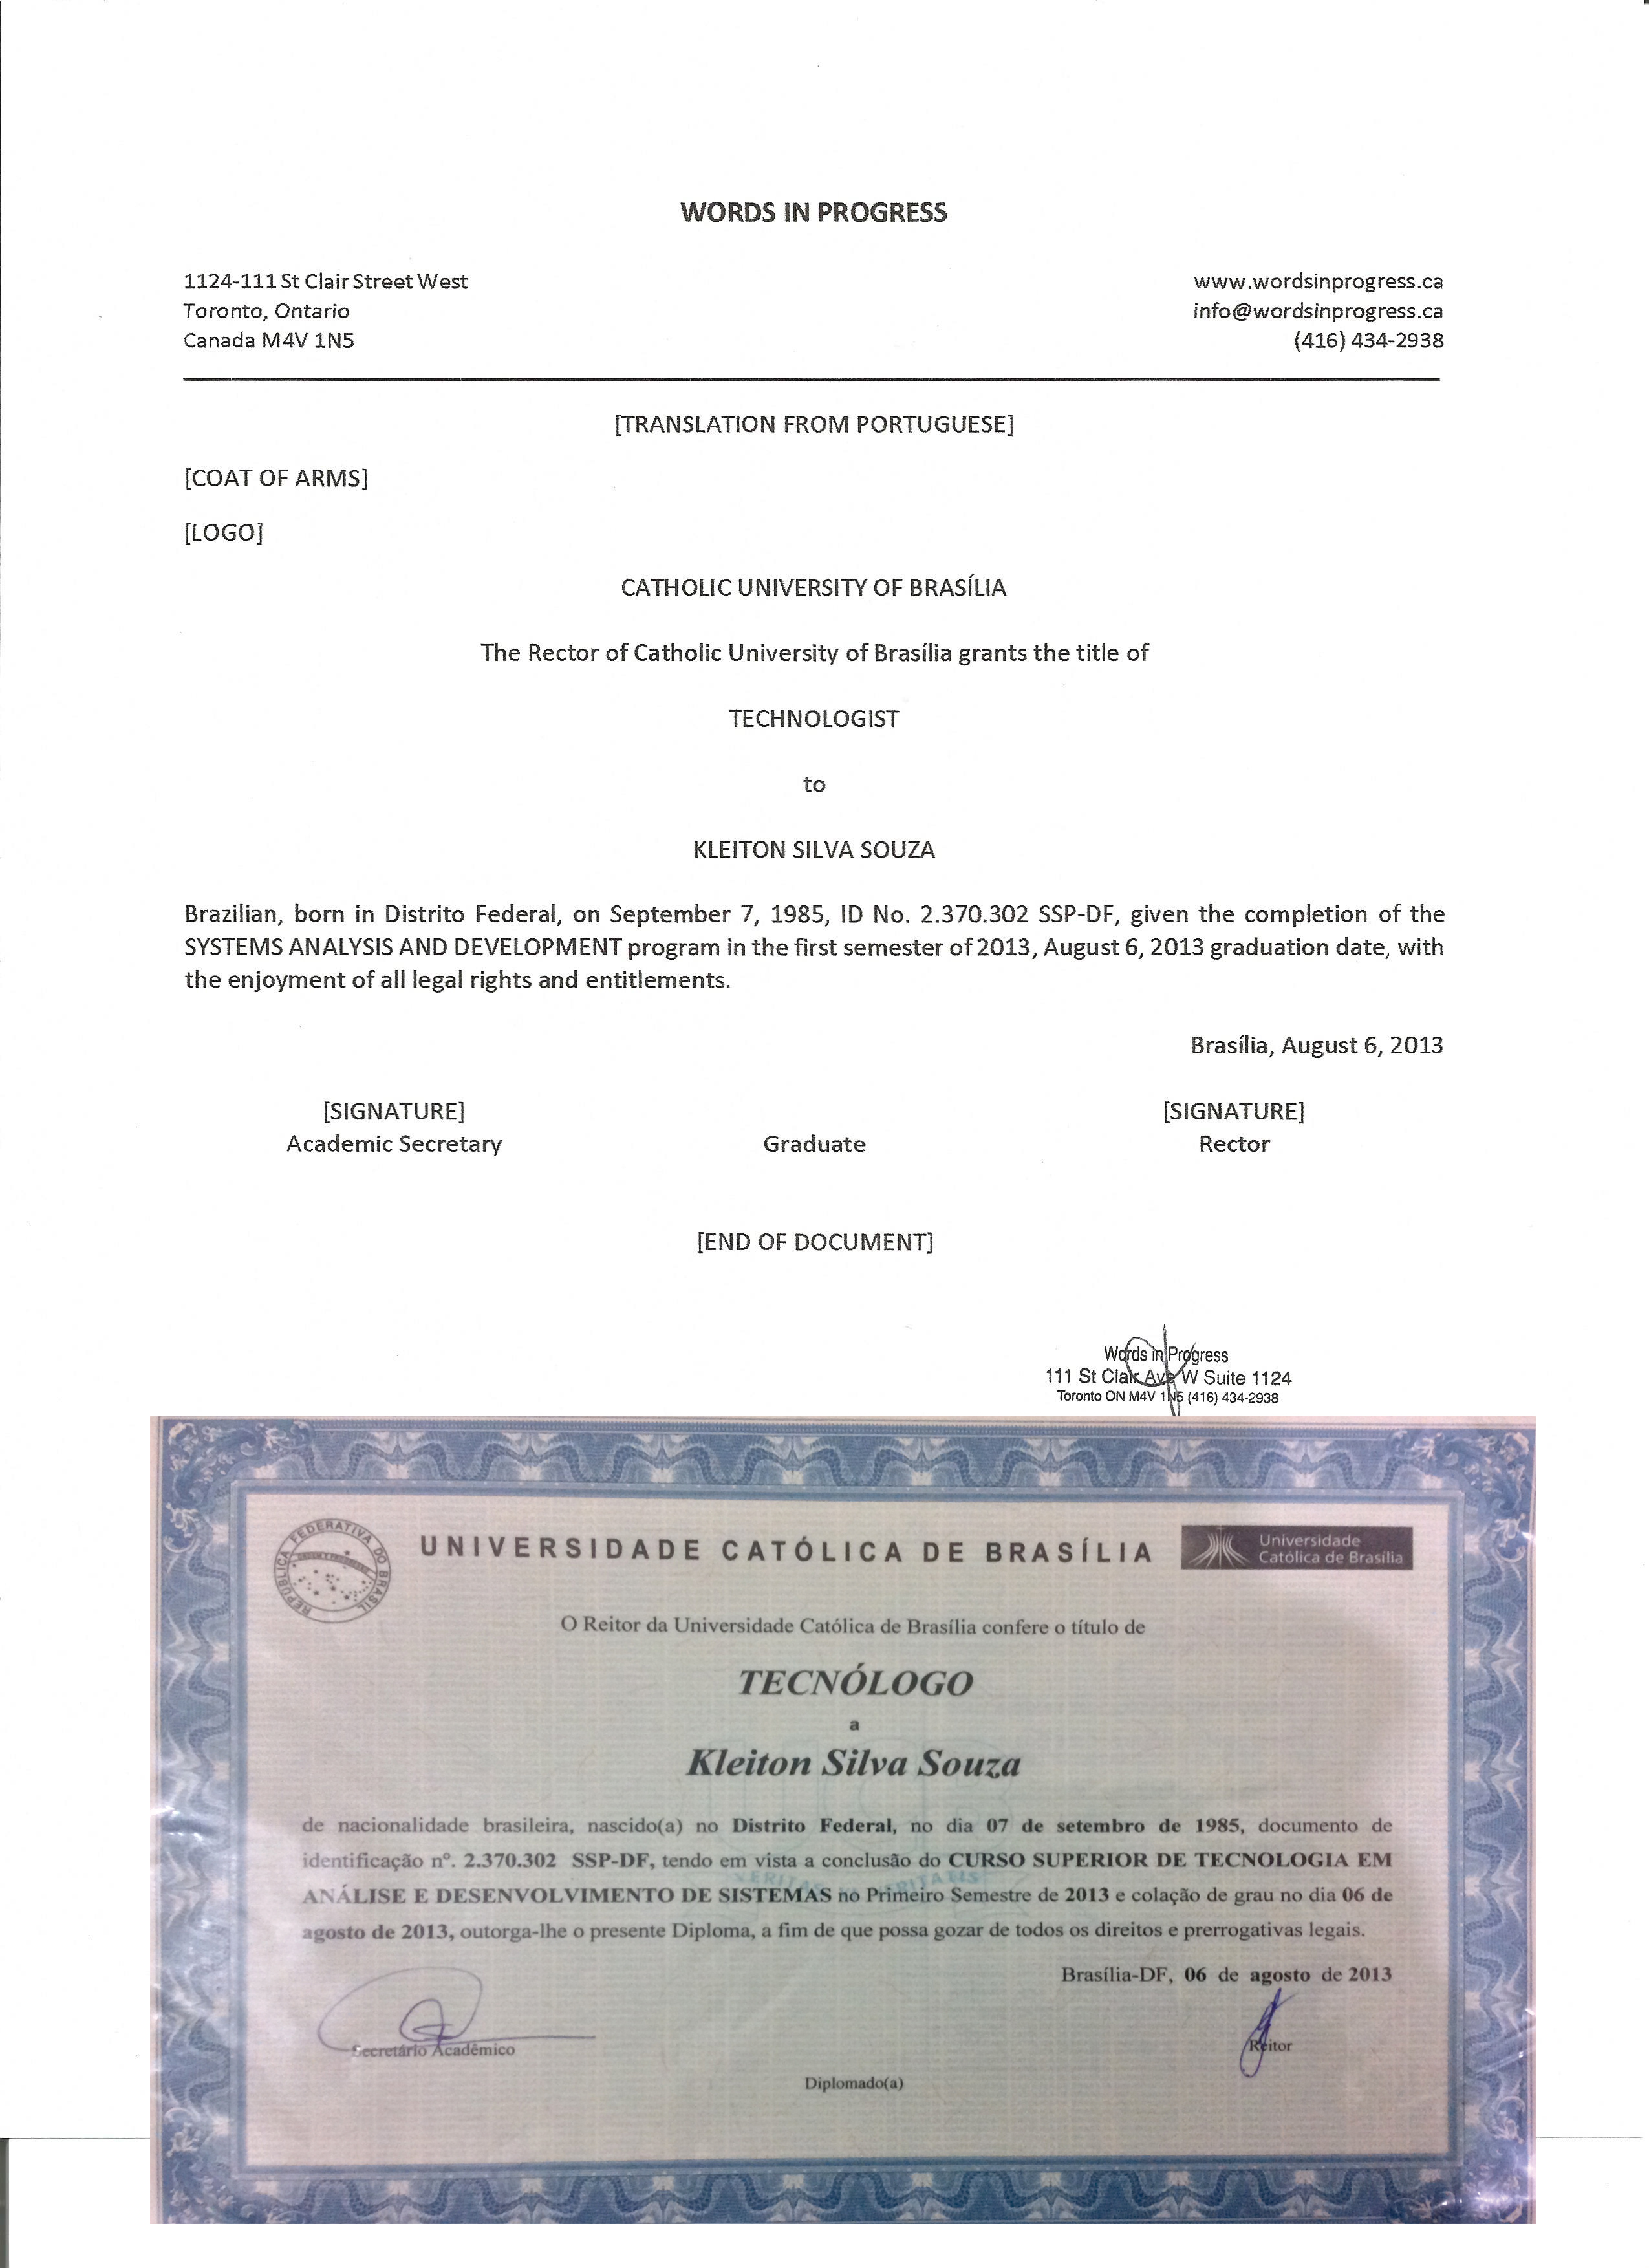 WORDS IN PROGRESS
1124-111 St Clair Street West
Toronto, Ontario
Canada M4V 1N5
www.wordsinprogress.ca
info@wordsinprogress.ca
(416) 434-2938
[TRANSLATION FROM PORTUGUESE]
[COAT OF ARMS]
[LOGO]
CATHOLIC UNIVERSITY OF BRASÍLIA
The Rector of Catholic University of Brasília grants the title of
TECHNOLOGIST
to
KLEITON SILVA SOUZA
Brazilian, born in Distrito Federal, on September 7, 1985, ID No. 2.370.302 SSP-DF, given the completion of the
SYSTEMS ANALYSIS AND DEVELOPMENT program in the first semester of 2013, August 6, 2013 graduation date, with
the enjoyment of all legal rights and entitlements.
Brasília, August 6, 2013
[SIGNATURE] [SIGNATURE]
Academic Secretary Graduate Rector
[END OF DOCUMENT]
Words in Progress
111 St Clair Ave W Suite 1124
Toronto ON M4V 1N5 (416) 434-2938
REPÚBLICA FEDERATIVA DO BRASIL
UNIVERSIDADE CATÓLICA DE BRASÍLIA
Universidade
Católica de Brasília
O Reitor da Universidade Católica de Brasília confere o título de
TECNÓLOGO
a
Kleiton Silva Souza
de nacionalidade brasileira, nascido(a) no Distrito Federal, no dia 07 de setembro de 1985, documento de
identificação nº. 2.370.302 SSP-DF, tendo em vista a conclusão do CURSO SUPERIOR DE TECNOLOGIA EM
ANÁLISE E DESENVOLVIMENTO DE SISTEMAS no Primeiro Semestre de 2013 e colação de grau no dia 06 de
agosto de 2013, outorga-lhe o presente Diploma, a fim de que possa gozar de todos os direitos e prerrogativas legais.
Brasília-DF, 06 de agosto de 2013
Secretário Acadêmico
Reitor
Diplomado(a)